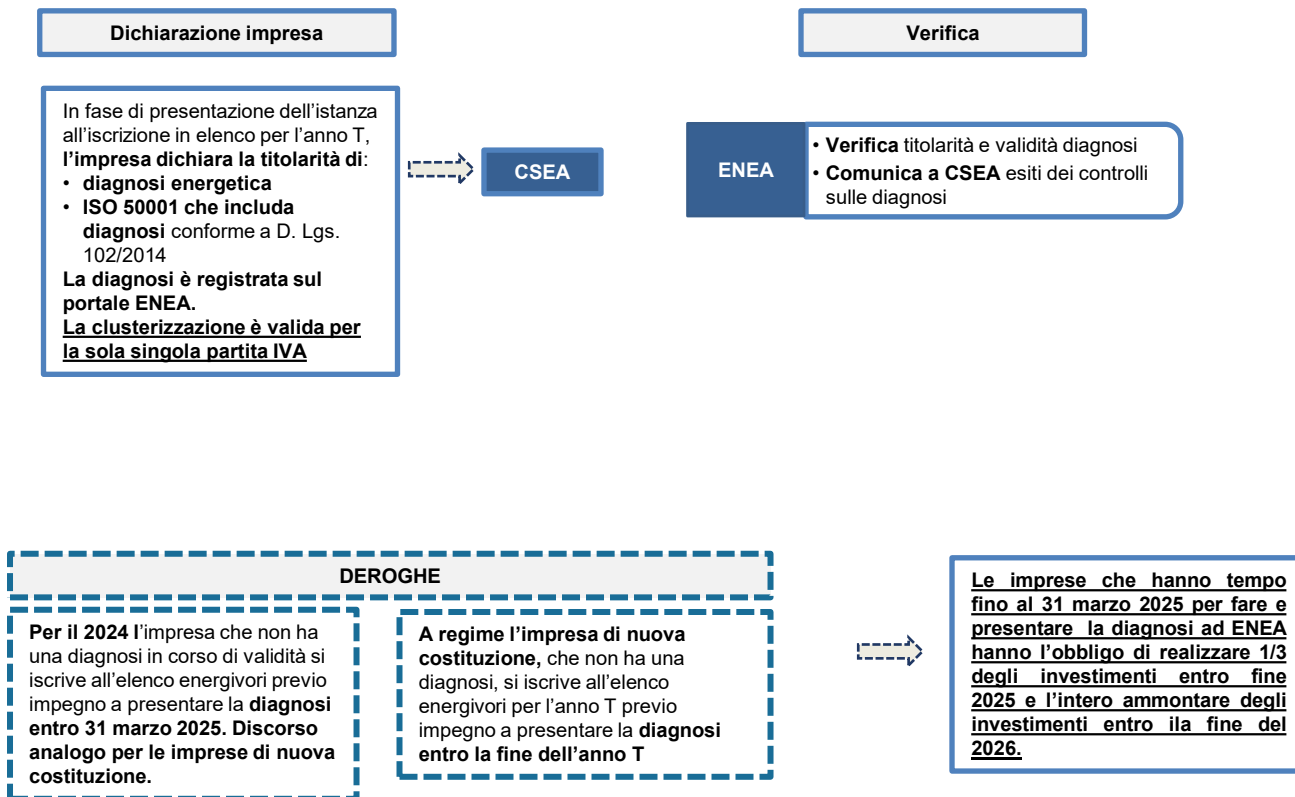 Dichiarazione impresa
Verifica
In fase di presentazione dell'istanza
all'iscrizione in elenco per l'anno T,
l'impresa dichiara la titolarità di:
• diagnosi energetica
• ISO 50001 che includa
diagnosi conforme a D. Lgs.
102/2014
La diagnosi è registrata sul
portale ENEA.
La clusterizzazione è valida per
la sola singola partita IVA
CSEA
ENEA
• Verifica titolarità e validità diagnosi
• Comunica a CSEA esiti dei controlli
sulle diagnosi
DEROGHE
Per il 2024 l'impresa che non ha
una diagnosi in corso di validità si
iscrive all'elenco energivori previo
impegno a presentare la diagnosi
entro 31 marzo 2025. Discorso
analogo per le imprese di nuova
costituzione.
A regime l'impresa di nuova
costituzione, che non ha una
diagnosi, si iscrive all'elenco
energivori per l'anno T previo
impegno a presentare la diagnosi
entro la fine dell'anno T
Le imprese che hanno tempo
fino al 31 marzo 2025 per fare e
presentare la diagnosi ad ENEA
hanno l'obbligo di realizzare 1/3
degli investimenti entro fine
2025 e l'intero ammontare degli
investimenti entro ila fine del
2026.